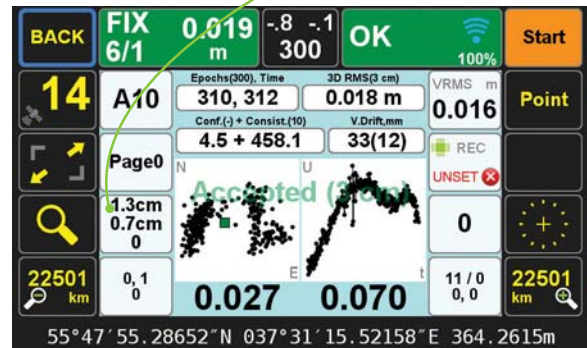 BACK
FIX 0.019 -.8 -.1 OK
6/1 m 300 100%
Start
14
A10
Epochs(300), Time
310, 312
3D RMS(3 cm)
0.018 m
VRMS m
0.016
Point
Conf.(-) + Consist.(10)
4.5 + 458.1
V.Drift,mm
33(12)
Page0
REC
UNSET
N
U
Accepted (3 cm)
1.3cm
0.7cm
0
0
E
t
22501
km
0, 1
0
0.027
0.070
11 / 0
0, 0
22501
km
55°47′55.28652″N 037°31′15.52158″E 364.2615m